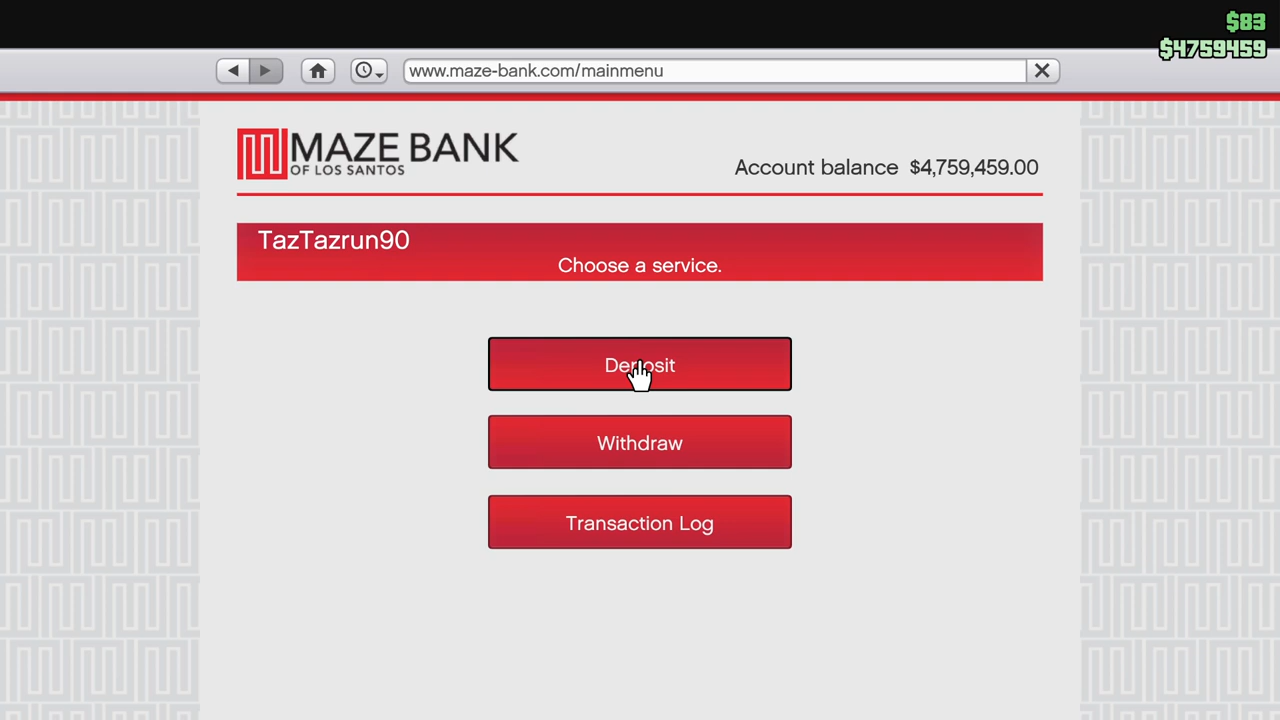 $83
$4759459
www.maze-bank.com/mainmenu
MAZE BANK
OF LOS SANTOS
Account balance $4,759,459.00
TazTazrun90
Choose a service.
Deposit
Withdraw
Transaction Log